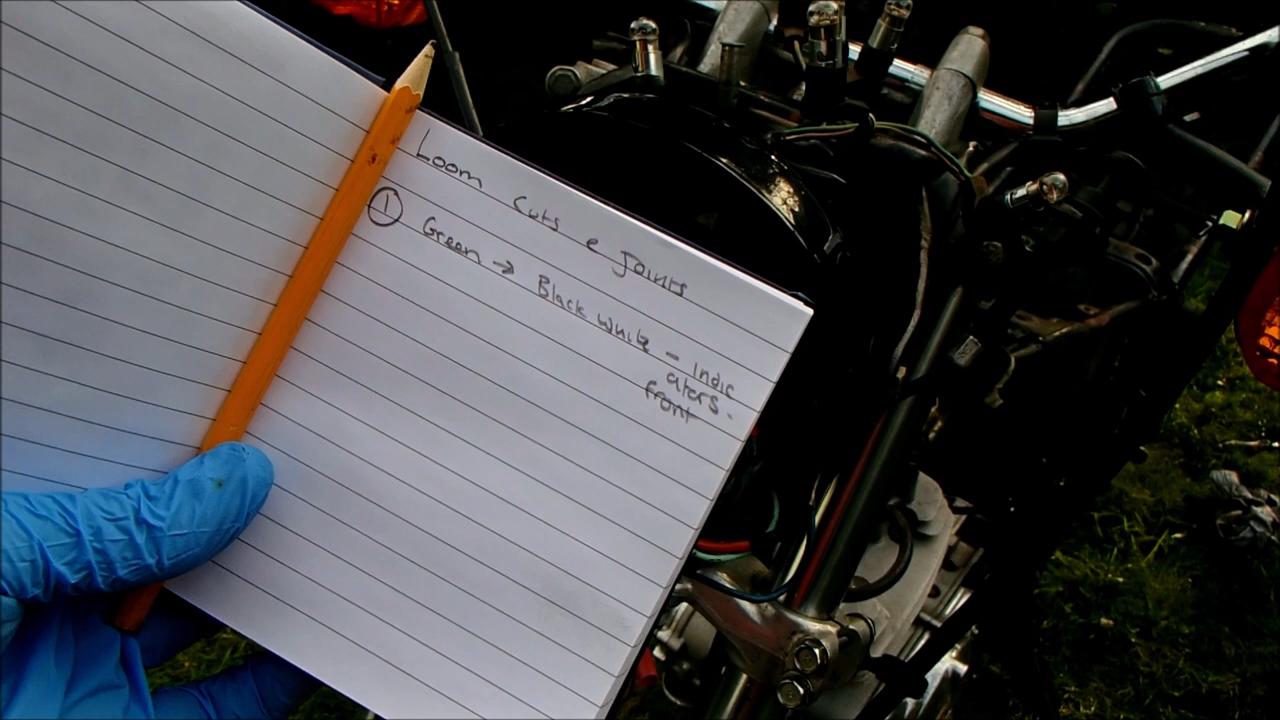 Loom Cuts e Joints
① Green → Black White - Indic
ators.
front